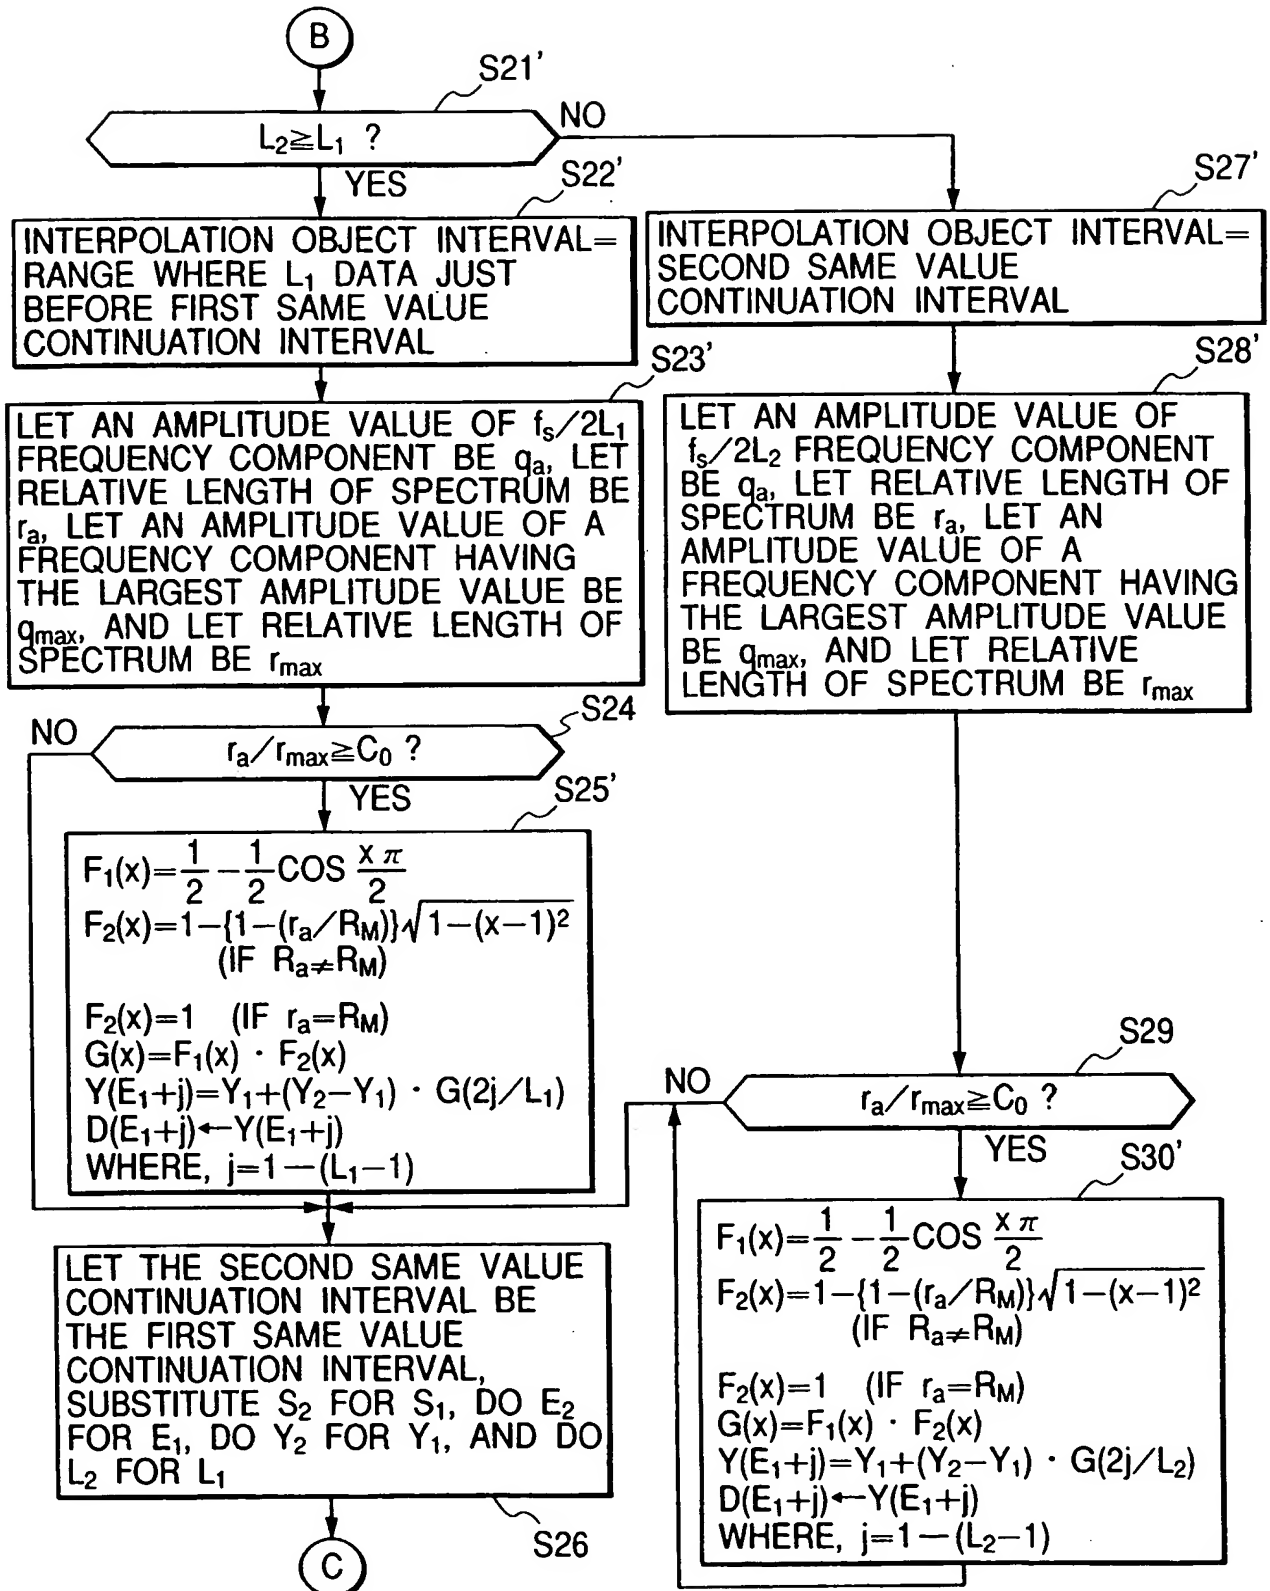 B
S21'
L₂≧L₁ ?
NO
YES
S22'
INTERPOLATION OBJECT INTERVAL=
RANGE WHERE L₁ DATA JUST
BEFORE FIRST SAME VALUE
CONTINUATION INTERVAL
S27'
INTERPOLATION OBJECT INTERVAL=
SECOND SAME VALUE
CONTINUATION INTERVAL
S23'
LET AN AMPLITUDE VALUE OF fₛ/2L₁
FREQUENCY COMPONENT BE qₐ, LET
RELATIVE LENGTH OF SPECTRUM BE
rₐ, LET AN AMPLITUDE VALUE OF A
FREQUENCY COMPONENT HAVING
THE LARGEST AMPLITUDE VALUE BE
qmax, AND LET RELATIVE LENGTH OF
SPECTRUM BE rmax
S28'
LET AN AMPLITUDE VALUE OF
fₛ/2L₂ FREQUENCY COMPONENT
BE qₐ, LET RELATIVE LENGTH OF
SPECTRUM BE rₐ, LET AN
AMPLITUDE VALUE OF A
FREQUENCY COMPONENT HAVING
THE LARGEST AMPLITUDE VALUE
BE qmax, AND LET RELATIVE
LENGTH OF SPECTRUM BE rmax
S24
NO
rₐ/rmax≧C₀ ?
YES
S25'
F₁(x)=1/2−1/2COS xπ/2
F₂(x)=1−{1−(rₐ/RM)}√1−(x−1)²
(IF Rₐ≠RM)
F₂(x)=1 (IF rₐ=RM)
G(x)=F₁(x) · F₂(x)
Y(E₁+j)=Y₁+(Y₂−Y₁) · G(2j/L₁)
D(E₁+j)←Y(E₁+j)
WHERE, j=1−(L₁−1)
S29
NO
rₐ/rmax≧C₀ ?
YES
S30'
F₁(x)=1/2−1/2COS xπ/2
F₂(x)=1−{1−(rₐ/RM)}√1−(x−1)²
(IF Rₐ≠RM)
F₂(x)=1 (IF rₐ=RM)
G(x)=F₁(x) · F₂(x)
Y(E₁+j)=Y₁+(Y₂−Y₁) · G(2j/L₂)
D(E₁+j)←Y(E₁+j)
WHERE, j=1−(L₂−1)
LET THE SECOND SAME VALUE
CONTINUATION INTERVAL BE
THE FIRST SAME VALUE
CONTINUATION INTERVAL,
SUBSTITUTE S₂ FOR S₁, DO E₂
FOR E₁, DO Y₂ FOR Y₁, AND DO
L₂ FOR L₁
S26
C